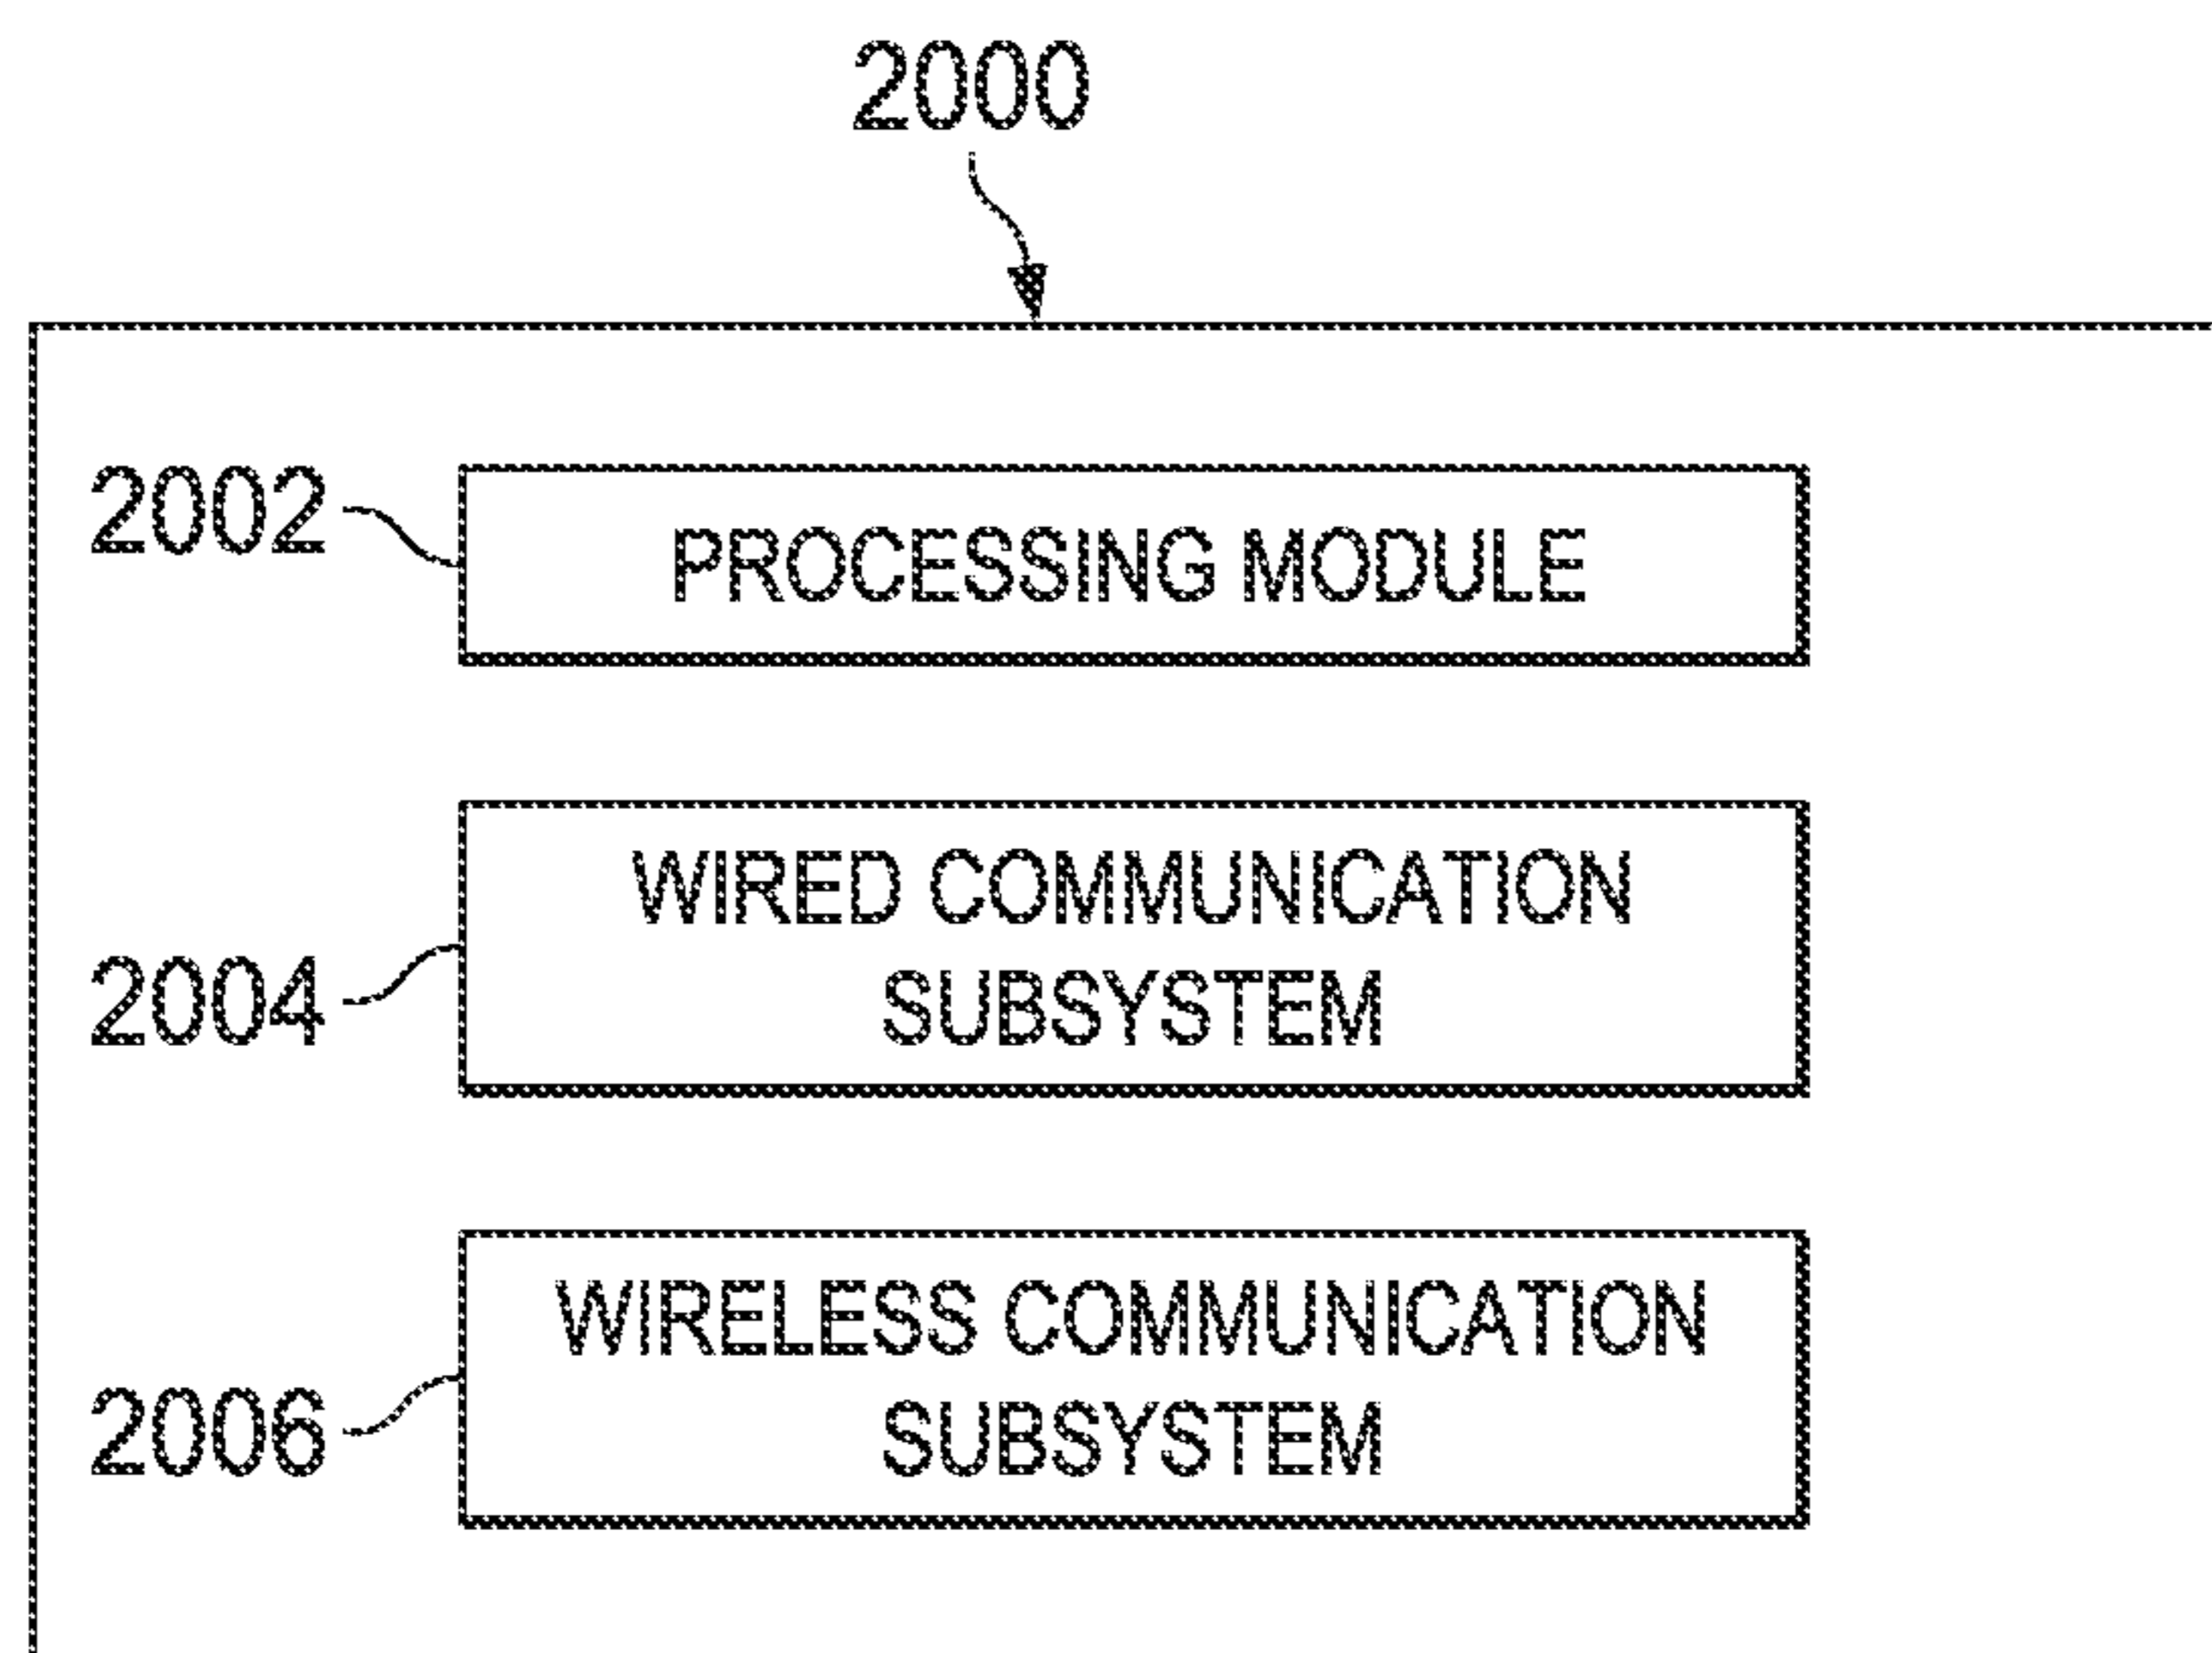 2000
2002
PROCESSING MODULE
2004
WIRED COMMUNICATION
SUBSYSTEM
2006
WIRELESS COMMUNICATION
SUBSYSTEM